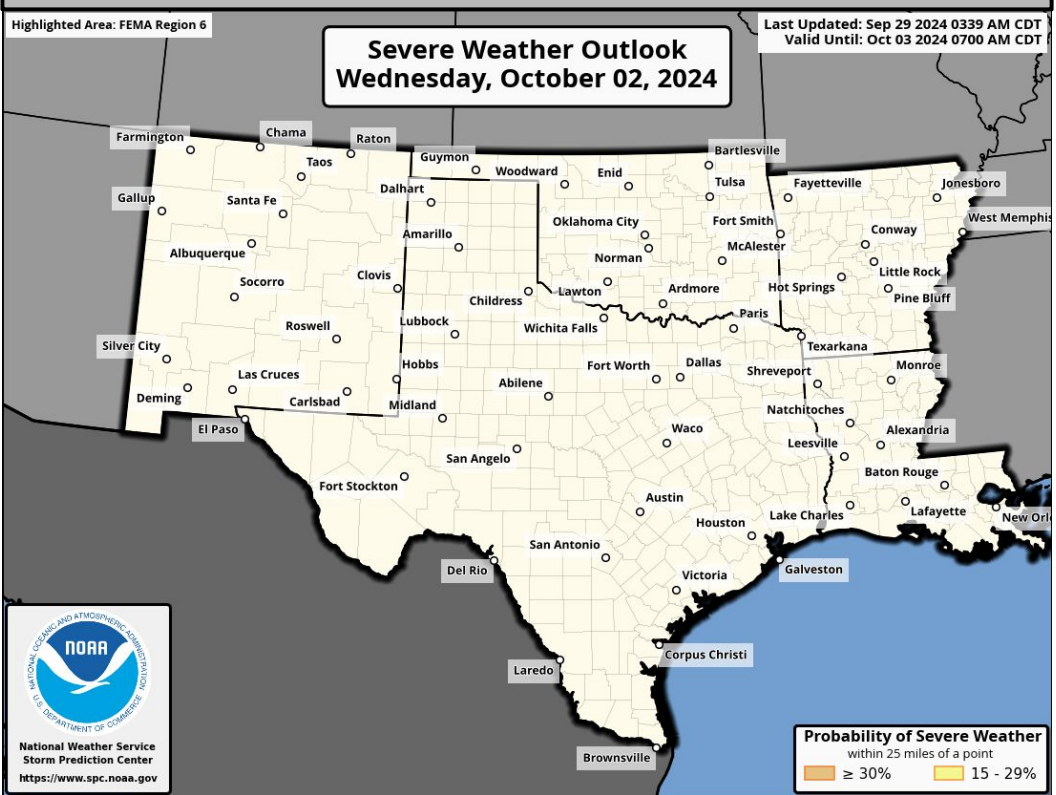 Highlighted Area: FEMA Region 6
Last Updated: Sep 29 2024 0339 AM CDT
Valid Until: Oct 03 2024 0700 AM CDT
Severe Weather Outlook
Wednesday, October 02, 2024
Farmington
Chama
Raton
Taos
Guymon
Woodward
Enid
Bartlesville
Tulsa
Fayetteville
Jonesboro
Gallup
Santa Fe
Dalhart
Oklahoma City
Fort Smith
West Memphis
Conway
Amarillo
Albuquerque
Norman
McAlester
Little Rock
Socorro
Clovis
Childress
Lawton
Ardmore
Hot Springs
Pine Bluff
Roswell
Lubbock
Wichita Falls
Paris
Texarkana
Silver City
Hobbs
Fort Worth
Dallas
Shreveport
Monroe
Deming
Las Cruces
Carlsbad
Midland
Abilene
Natchitoches
El Paso
San Angelo
Waco
Leesville
Alexandria
Fort Stockton
Baton Rouge
Austin
Houston
Lake Charles
Lafayette
New Orl
San Antonio
Del Rio
Galveston
Victoria
Corpus Christi
Laredo
Brownsville
NATIONAL OCEANIC AND ATMOSPHERIC ADMINISTRATION
NOAA
U.S. DEPARTMENT OF COMMERCE
National Weather Service
Storm Prediction Center
https://www.spc.noaa.gov
Probability of Severe Weather
within 25 miles of a point
≥ 30%
15 - 29%